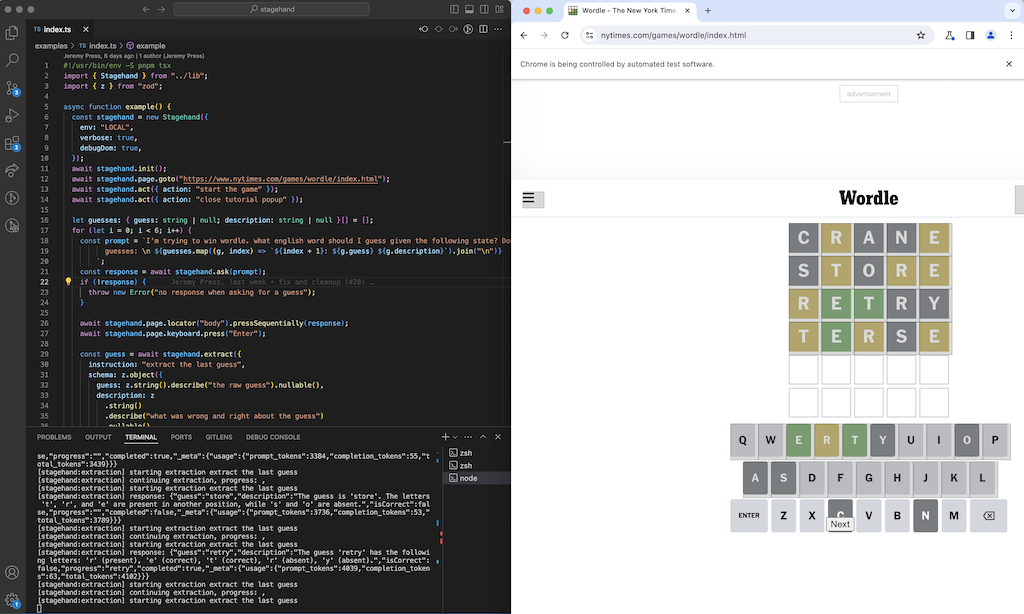 stagehand
TS index.ts
examples > TS index.ts > example
Jeremy Press, 6 days ago | 1 author (Jeremy Press)
1 #!/usr/bin/env -S pnpm tsx
2 import { Stagehand } from "../lib";
3 import { z } from "zod";
4
5 async function example() {
6 const stagehand = new Stagehand({
7 env: "LOCAL",
8 verbose: true,
9 debugDom: true,
10 });
11 await stagehand.init();
12 await stagehand.page.goto("https://www.nytimes.com/games/wordle/index.html");
13 await stagehand.act({ action: "start the game" });
14 await stagehand.act({ action: "close tutorial popup" });
15
16 let guesses: { guess: string | null; description: string | null }[] = [];
17 for (let i = 0; i < 6; i++) {
18 const prompt = `I'm trying to win wordle. what english word should I guess given the following state? Do
19 guesses: \n ${guesses.map((g, index) => `${index + 1}: ${g.guess} ${g.description}`).join("\n")}
20 `;
21 const response = await stagehand.ask(prompt);
22 if (!response) { Jeremy Press, last week • fix and cleanup (#20) …
23 throw new Error("no response when asking for a guess");
24 }
25
26 await stagehand.page.locator("body").pressSequentially(response);
27 await stagehand.page.keyboard.press("Enter");
28
29 const guess = await stagehand.extract({
30 instruction: "extract the last guess",
31 schema: z.object({
32 guess: z.string().describe("the raw guess").nullable(),
33 description: z
34 .string()
35 .describe("what was wrong and right about the guess")
PROBLEMS OUTPUT TERMINAL PORTS GITLENS DEBUG CONSOLE
se,"progress":"","completed":true,"_meta":{"usage":{"prompt_tokens":3384,"completion_tokens":55,"t
otal_tokens":3439}}}
[stagehand:extraction] starting extraction extract the last guess
[stagehand:extraction] continuing extraction, progress: ,
[stagehand:extraction] starting extraction extract the last guess
[stagehand:extraction] response: {"guess":"store","description":"The guess is 'store'. The letters
't', 'r', and 'e' are present in another position, while 's' and 'o' are absent.","isCorrect":fal
se,"progress":"","completed":false,"_meta":{"usage":{"prompt_tokens":3736,"completion_tokens":53,
"total_tokens":3789}}}
[stagehand:extraction] starting extraction extract the last guess
[stagehand:extraction] continuing extraction, progress: ,
[stagehand:extraction] starting extraction extract the last guess
[stagehand:extraction] response: {"guess":"retry","description":"The guess 'retry' has the followi
ng letters: 'r' (present), 'e' (correct), 't' (correct), 'r' (absent), 'y' (absent).","isCorrect":
false,"progress":"retry","completed":true,"_meta":{"usage":{"prompt_tokens":4039,"completion_token
s":63,"total_tokens":4102}}}
[stagehand:extraction] starting extraction extract the last guess
[stagehand:extraction] continuing extraction, progress: ,
[stagehand:extraction] starting extraction extract the last guess
zsh
zsh
node
3
2
1
Wordle - The New York Times
nytimes.com/games/wordle/index.html
Chrome is being controlled by automated test software.
advertisement
Wordle
C R A N E
S T O R E
R E T R Y
T E R S E
Q W E R T Y U I O P
A S D F G H J K L
ENTER Z X C V B N M
Next